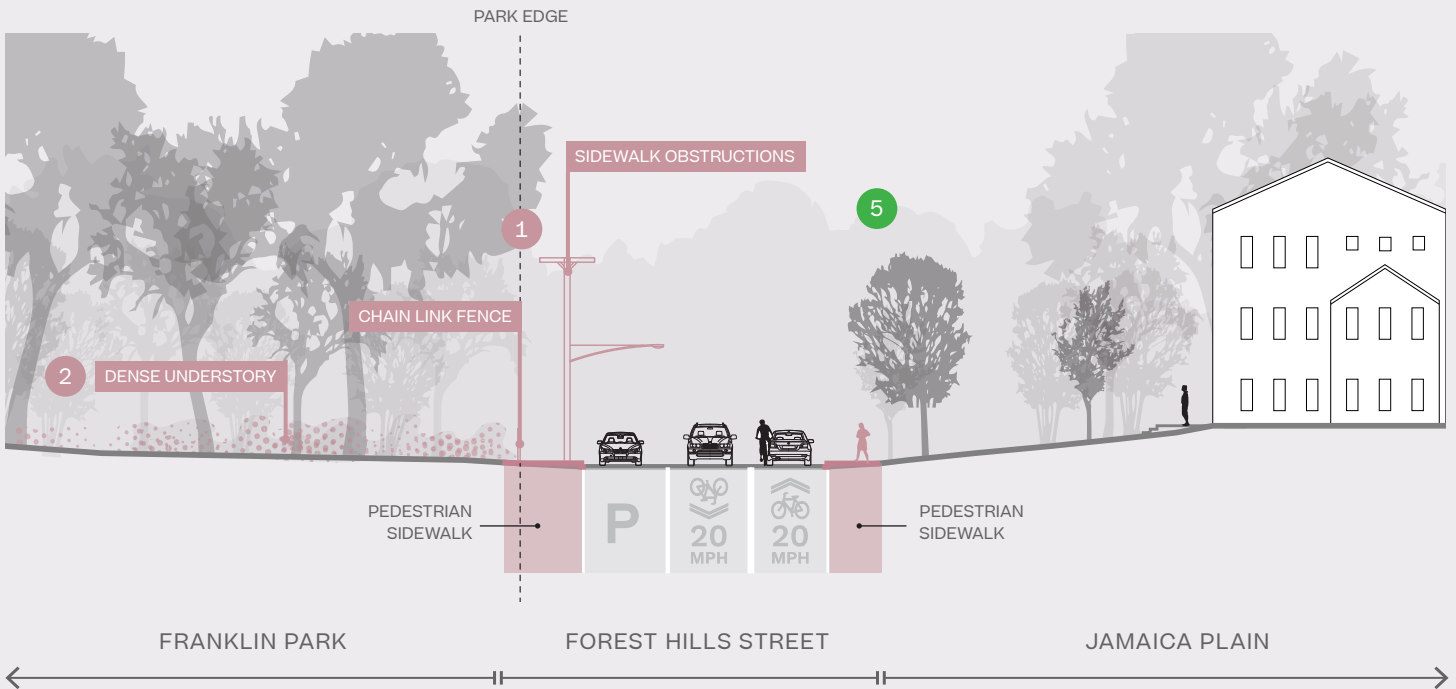 PARK EDGE
SIDEWALK OBSTRUCTIONS
5
1
CHAIN LINK FENCE
2
DENSE UNDERSTORY
PEDESTRIAN
SIDEWALK
P
20
MPH
20
MPH
PEDESTRIAN
SIDEWALK
FRANKLIN PARK
FOREST HILLS STREET
JAMAICA PLAIN